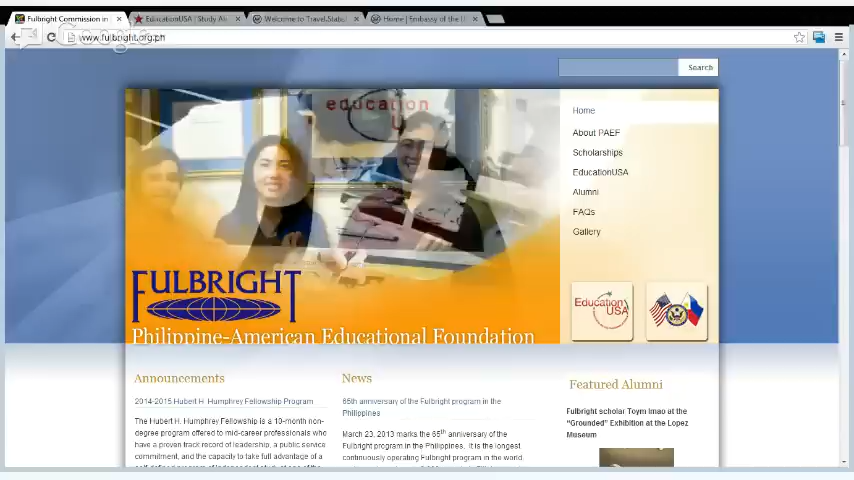 Fulbright Commission in
EducationUSA | Study Ab
Welcome to Travel.State.
Home | Embassy of the U
Google
www.fulbright.org.ph
Search
education
U
Home
About PAEF
Scholarships
EducationUSA
Alumni
FAQs
Gallery
FULBRIGHT
Philippine-American Educational Foundation
Education
USA
Announcements
2014-2015 Hubert H. Humphrey Fellowship Program
The Hubert H. Humphrey Fellowship is a 10-month non-
degree program offered to mid-career professionals who
have a proven track record of leadership, a public service
commitment, and the capacity to take full advantage of a
News
65th anniversary of the Fulbright program in the
Philippines
March 23, 2013 marks the 65th anniversary of the
Fulbright program in the Philippines. It is the longest
continuously operating Fulbright program in the world.
Featured Alumni
Fulbright scholar Toym Imao at the
“Grounded” Exhibition at the Lopez
Museum